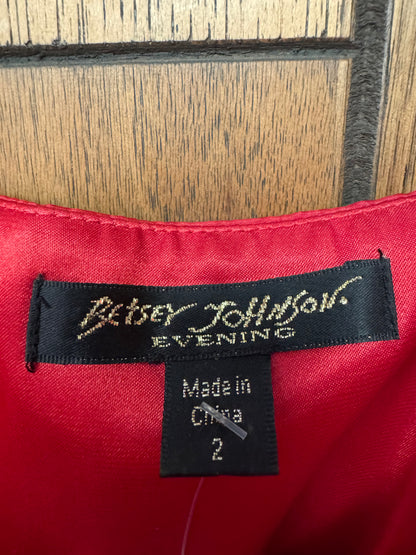 BETSEY JOHNSON.
EVENING
Made in
China
2